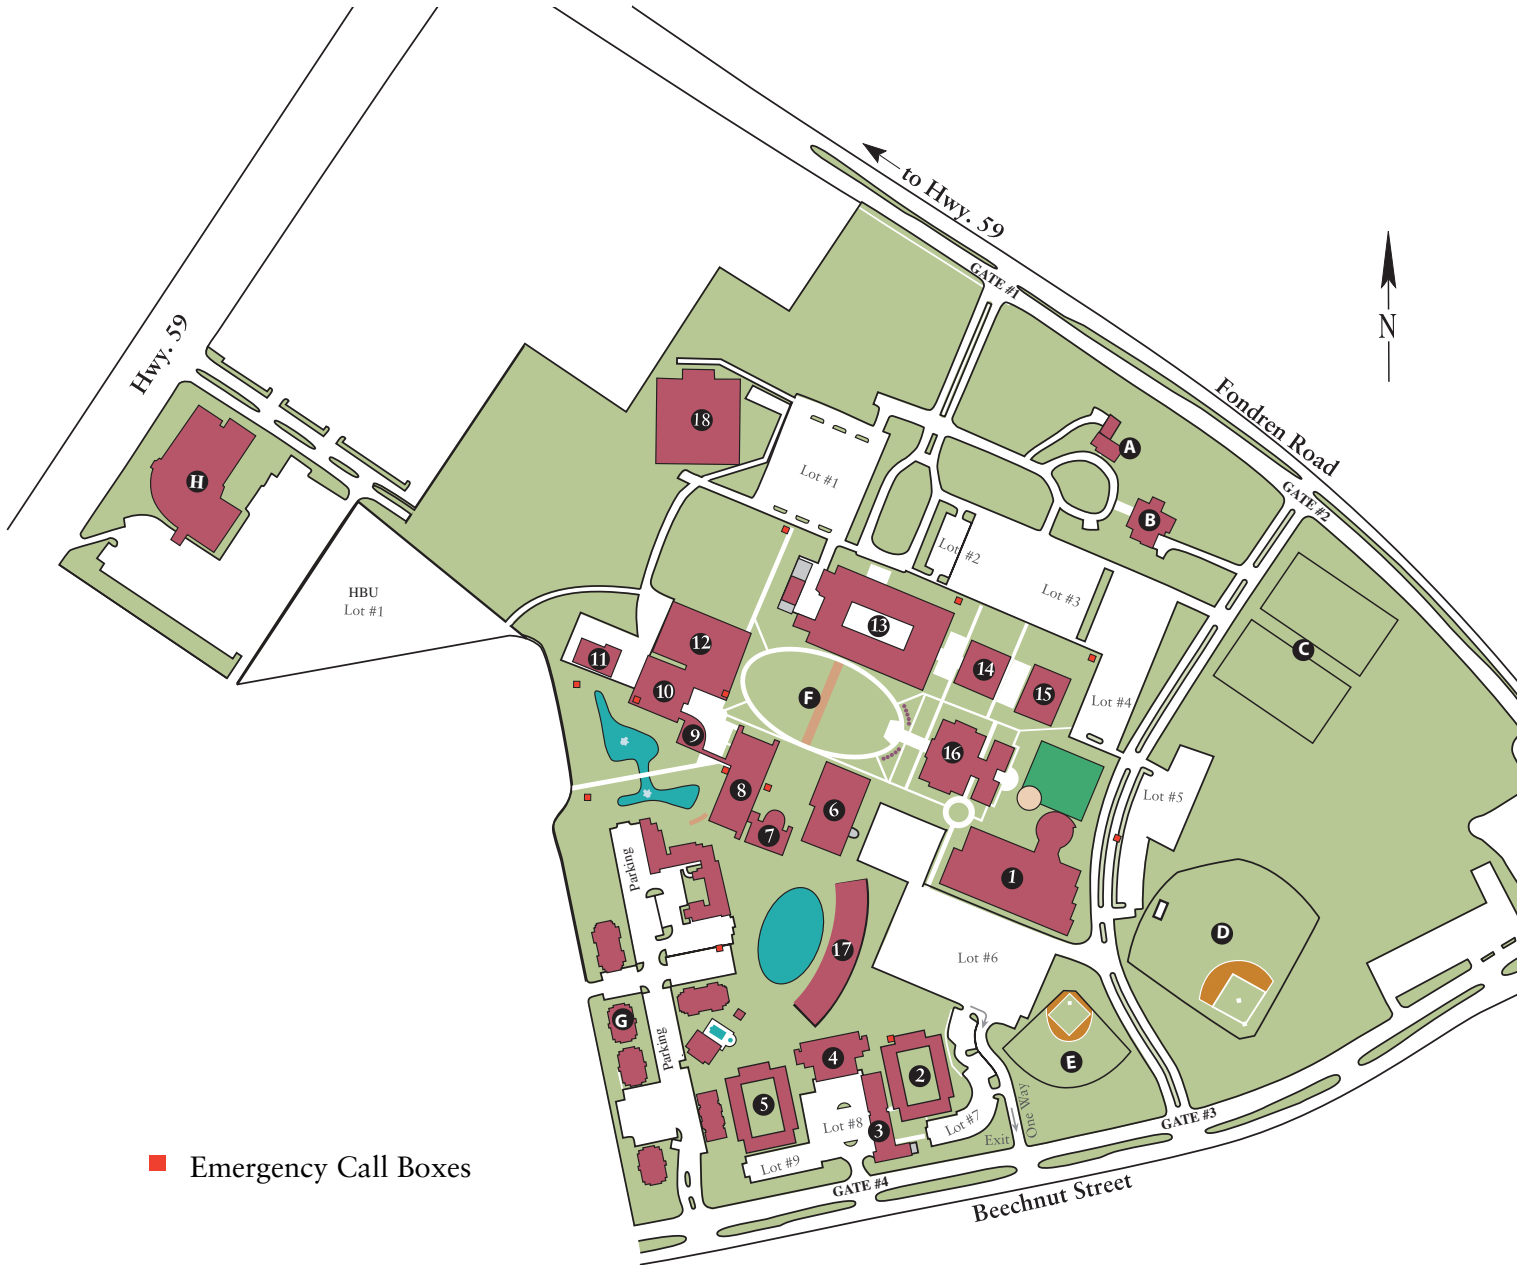 to Hwy. 59
GATE #1
N
Hwy. 59
Fondren Road
18
A
Lot #1
H
GATE #2
B
Lot #2
HBU
Lot #1
Lot #3
13
12
11
C
14
10
15
F
Lot #4
9
16
8
6
Lot #5
7
Parking
1
17
D
Lot #6
G
Parking
4
E
2
5
Lot #8
3
Lot #7
One Way
Exit
GATE #3
Lot #9
GATE #4
Emergency Call Boxes
Beechnut Street